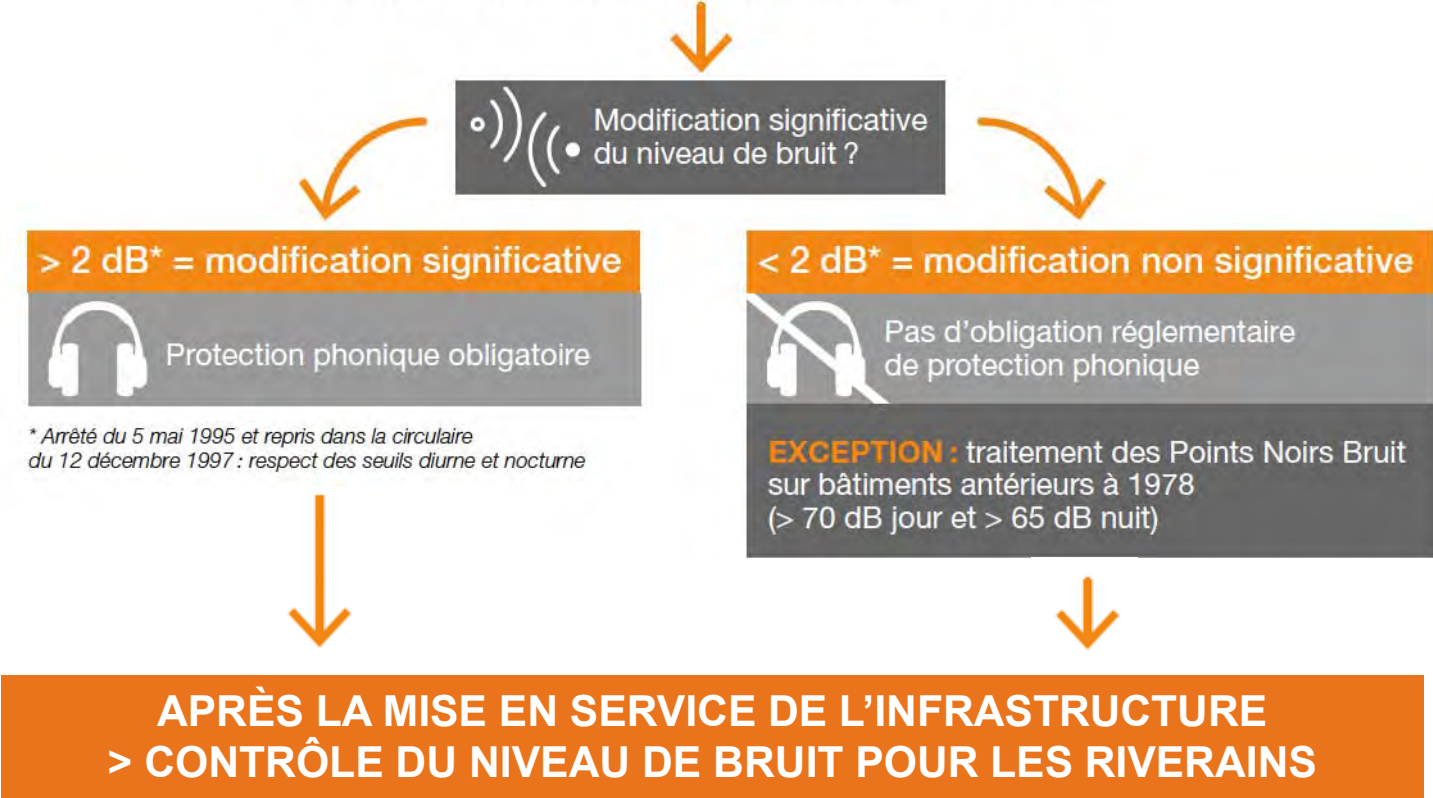 Modification significative
du niveau de bruit ?
> 2 dB* = modification significative
Protection phonique obligatoire
* Arrêté du 5 mai 1995 et repris dans la circulaire
du 12 décembre 1997 : respect des seuils diurne et nocturne
< 2 dB* = modification non significative
Pas d’obligation réglementaire
de protection phonique
EXCEPTION : traitement des Points Noirs Bruit
sur bâtiments antérieurs à 1978
(> 70 dB jour et > 65 dB nuit)
APRÈS LA MISE EN SERVICE DE L’INFRASTRUCTURE
> CONTRÔLE DU NIVEAU DE BRUIT POUR LES RIVERAINS